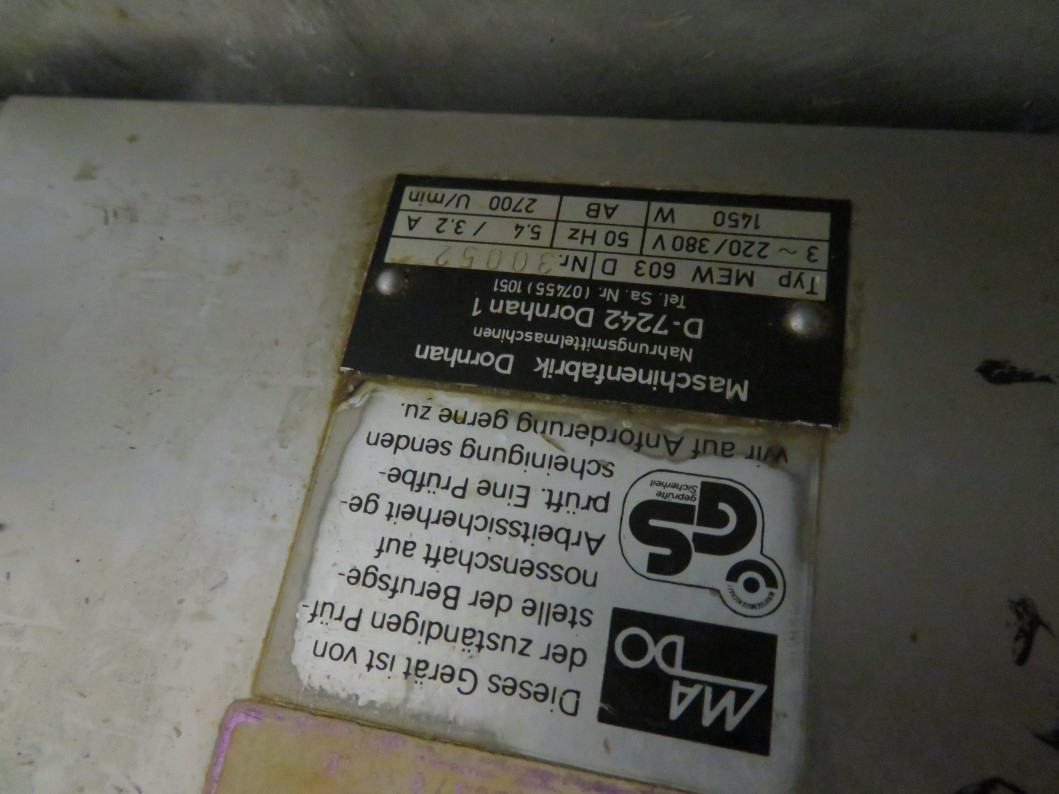 MA
DO
Dieses Gerät ist von
der zuständigen Prüf-
stelle der Berufsge-
nossenschaft auf
Arbeitssicherheit ge-
prüft. Eine Prüfbe-
scheinigung senden
wir auf Anforderung gerne zu.
GS
geprüfte
Sicherheit
Maschinenfabrik Dornhan
Nahrungsmittelmaschinen
D-7242 Dornhan 1
Tel. Sa. Nr. (07455) 1051
Typ MEW 603 D Nr. 30052
3 ~ 220/380 V 50 Hz 5.4 / 3.2 A
1450 W AB 2700 U/min